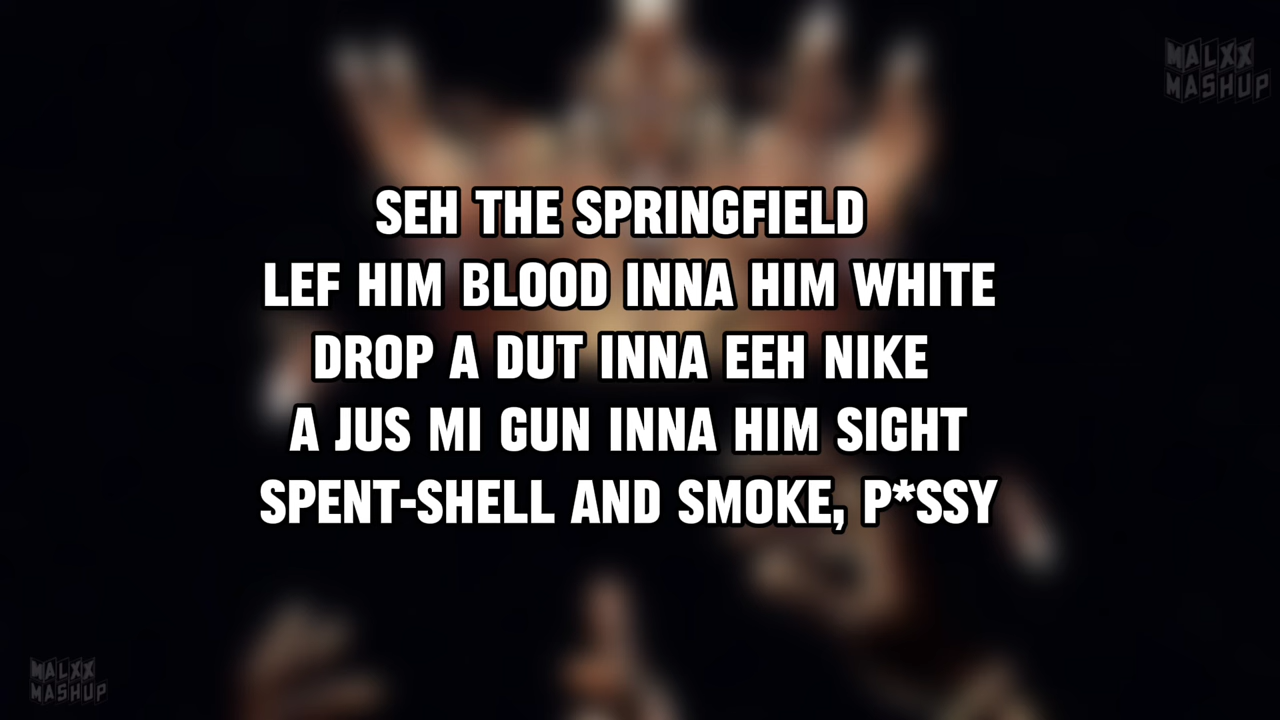 MALXX
MASHUP
SEH THE SPRINGFIELD
LEF HIM BLOOD INNA HIM WHITE
DROP A DUT INNA EEH NIKE
A JUS MI GUN INNA HIM SIGHT
SPENT-SHELL AND SMOKE, P*SSY
MALXX
MASHUP